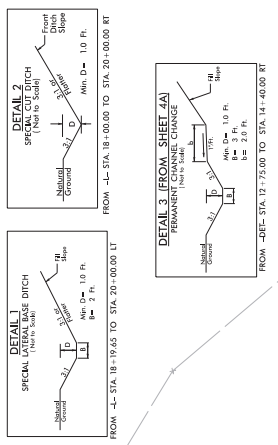 DETAIL 1
SPECIAL LATERAL BASE DITCH
( Not to Scale)
Natural
Ground
3:1
D
3:1 or
Flatter
Fill
Slope
B
Min. D= 1.0 Ft.
B= 2 Ft.
FROM -L- STA. 18+19.65 TO STA. 20+00.00 LT
DETAIL 2
SPECIAL CUT DITCH
( Not to Scale)
Front
Ditch
Slope
Natural
Ground
3:1
D
3:1 or
Flatter
Min. D= 1.0 Ft.
FROM -L- STA. 18+00.00 TO STA. 20+00.00 RT
DETAIL 3 (FROM SHEET 4A)
PERMANENT CHANNEL CHANGE
( Not to Scale)
Natural
Ground
3:1
D
3:1
b
Fill
Slope
B
Min. D= 1.0 Ft.
B= 3 Ft.
b= 2.0 Ft.
FROM -DET- STA. 12+75.00 TO STA. 14+40.00 RT